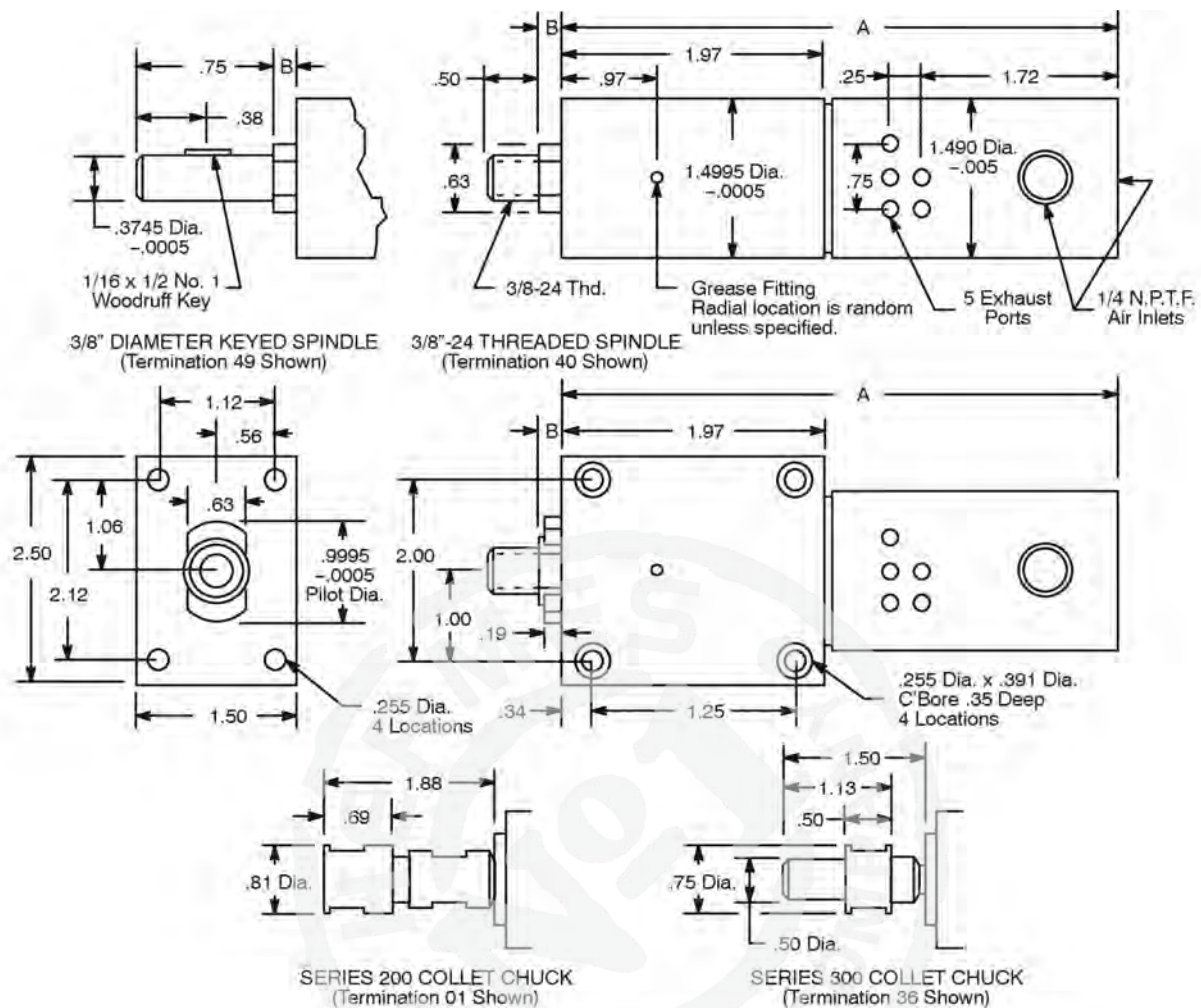 B
A
.75
B
1.97
.50
.97
.25
1.72
.38
.63
1.4995 Dia.
-.0005
1.490 Dia.
-.005
.75
.3745 Dia.
-.0005
1/16 x 1/2 No. 1
Woodruff Key
3/8-24 Thd.
Grease Fitting
Radial location is random
unless specified.
5 Exhaust
Ports
1/4 N.P.T.F.
Air Inlets
3/8" DIAMETER KEYED SPINDLE
(Termination 49 Shown)
3/8"-24 THREADED SPINDLE
(Termination 40 Shown)
A
1.12
.56
B
1.97
.63
1.06
2.50
2.12
.9995
-.0005
Pilot Dia.
2.00
1.00
.19
.255 Dia.
4 Locations
1.50
.34
1.25
.255 Dia. x .391 Dia.
C'Bore .35 Deep
4 Locations
1.88
.69
.81 Dia.
1.50
1.13
.50
.75 Dia.
.50 Dia.
SERIES 200 COLLET CHUCK
(Termination 01 Shown)
SERIES 300 COLLET CHUCK
(Termination 36 Shown)